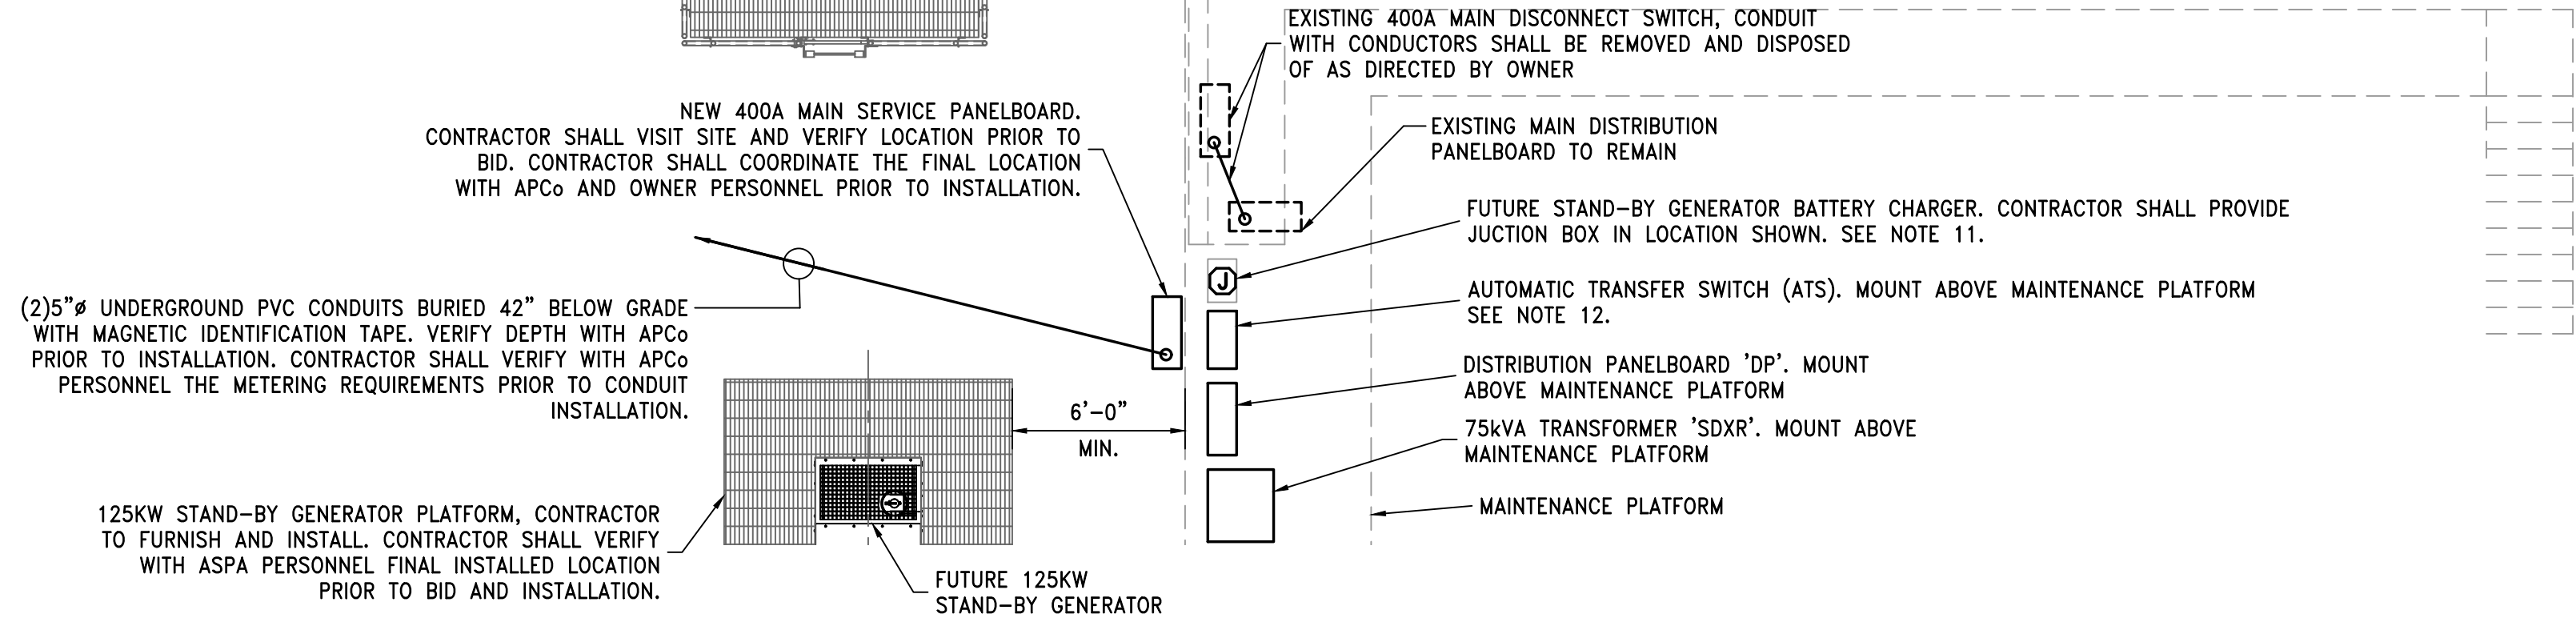 EXISTING 400A MAIN DISCONNECT SWITCH, CONDUIT
WITH CONDUCTORS SHALL BE REMOVED AND DISPOSED
OF AS DIRECTED BY OWNER
NEW 400A MAIN SERVICE PANELBOARD.
CONTRACTOR SHALL VISIT SITE AND VERIFY LOCATION PRIOR TO
BID. CONTRACTOR SHALL COORDINATE THE FINAL LOCATION
WITH APCo AND OWNER PERSONNEL PRIOR TO INSTALLATION.
EXISTING MAIN DISTRIBUTION
PANELBOARD TO REMAIN
FUTURE STAND-BY GENERATOR BATTERY CHARGER. CONTRACTOR SHALL PROVIDE
JUCTION BOX IN LOCATION SHOWN. SEE NOTE 11.
J
AUTOMATIC TRANSFER SWITCH (ATS). MOUNT ABOVE MAINTENANCE PLATFORM
SEE NOTE 12.
(2)5"ø UNDERGROUND PVC CONDUITS BURIED 42" BELOW GRADE
WITH MAGNETIC IDENTIFICATION TAPE. VERIFY DEPTH WITH APCo
PRIOR TO INSTALLATION. CONTRACTOR SHALL VERIFY WITH APCo
PERSONNEL THE METERING REQUIREMENTS PRIOR TO CONDUIT
INSTALLATION.
DISTRIBUTION PANELBOARD 'DP'. MOUNT
ABOVE MAINTENANCE PLATFORM
6'-0"
MIN.
75kVA TRANSFORMER 'SDXR'. MOUNT ABOVE
MAINTENANCE PLATFORM
MAINTENANCE PLATFORM
125KW STAND-BY GENERATOR PLATFORM, CONTRACTOR
TO FURNISH AND INSTALL. CONTRACTOR SHALL VERIFY
WITH ASPA PERSONNEL FINAL INSTALLED LOCATION
PRIOR TO BID AND INSTALLATION.
FUTURE 125KW
STAND-BY GENERATOR